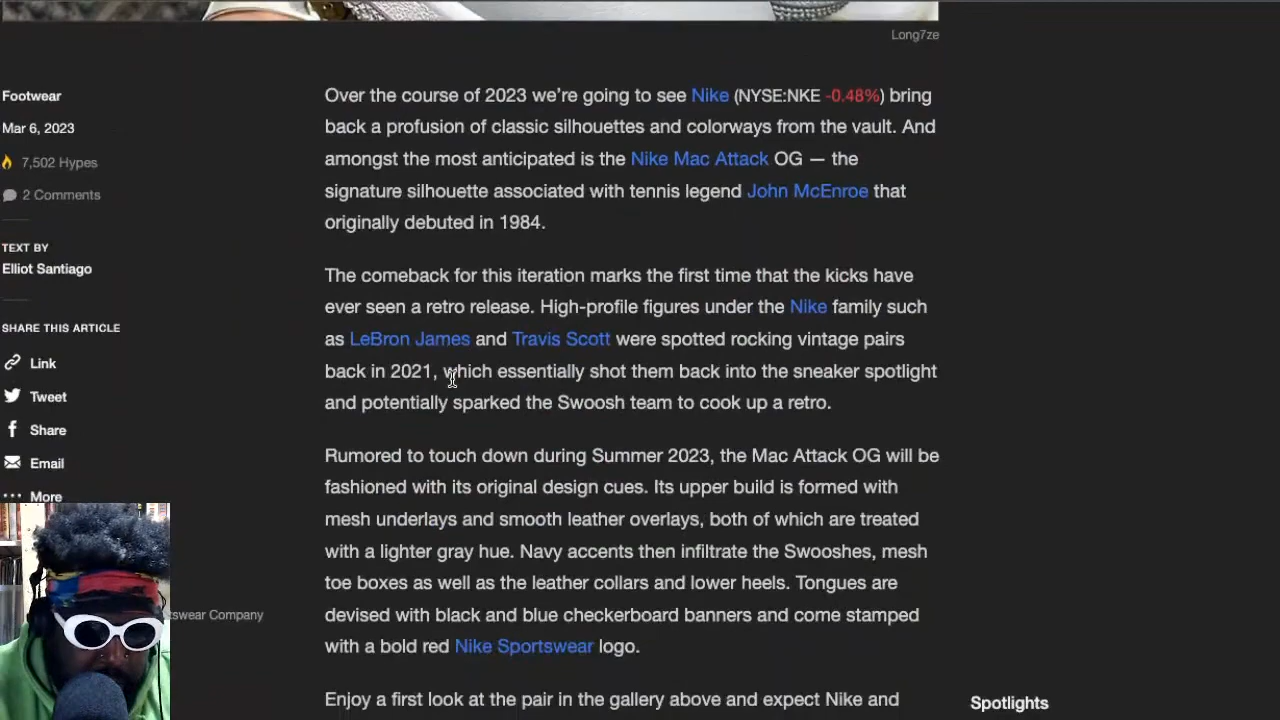 Long7ze
Footwear
Mar 6, 2023
7,502 Hypes
2 Comments
TEXT BY
Elliot Santiago
SHARE THIS ARTICLE
Link
Tweet
Share
Email
More
swear Company
Over the course of 2023 we’re going to see Nike (NYSE:NKE -0.48%) bring
back a profusion of classic silhouettes and colorways from the vault. And
amongst the most anticipated is the Nike Mac Attack OG — the
signature silhouette associated with tennis legend John McEnroe that
originally debuted in 1984.
The comeback for this iteration marks the first time that the kicks have
ever seen a retro release. High-profile figures under the Nike family such
as LeBron James and Travis Scott were spotted rocking vintage pairs
back in 2021, which essentially shot them back into the sneaker spotlight
and potentially sparked the Swoosh team to cook up a retro.
Rumored to touch down during Summer 2023, the Mac Attack OG will be
fashioned with its original design cues. Its upper build is formed with
mesh underlays and smooth leather overlays, both of which are treated
with a lighter gray hue. Navy accents then infiltrate the Swooshes, mesh
toe boxes as well as the leather collars and lower heels. Tongues are
devised with black and blue checkerboard banners and come stamped
with a bold red Nike Sportswear logo.
Enjoy a first look at the pair in the gallery above and expect Nike and
Spotlights